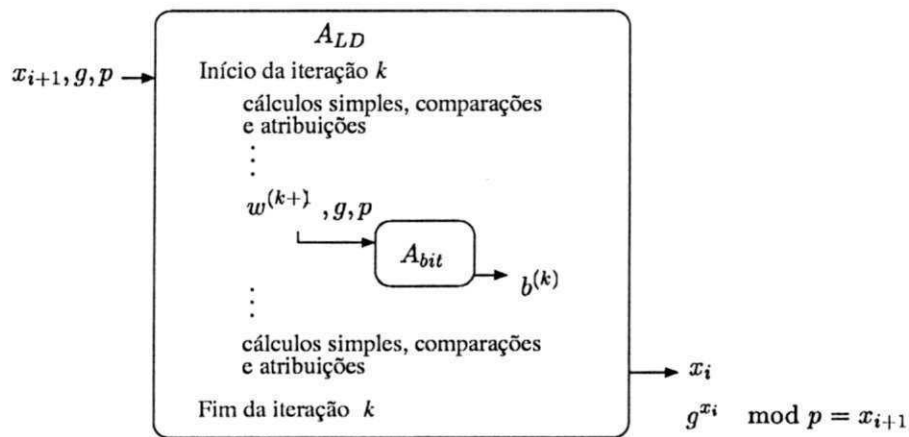 A_{LD}
Início da iteração k
x_{i+1}, g, p
cálculos simples, comparações
e atribuições
w^{(k+)} , g, p
A_{bit}
b^{(k)}
cálculos simples, comparações
e atribuições
x_i
Fim da iteração k
g^{x_i} mod p = x_{i+1}